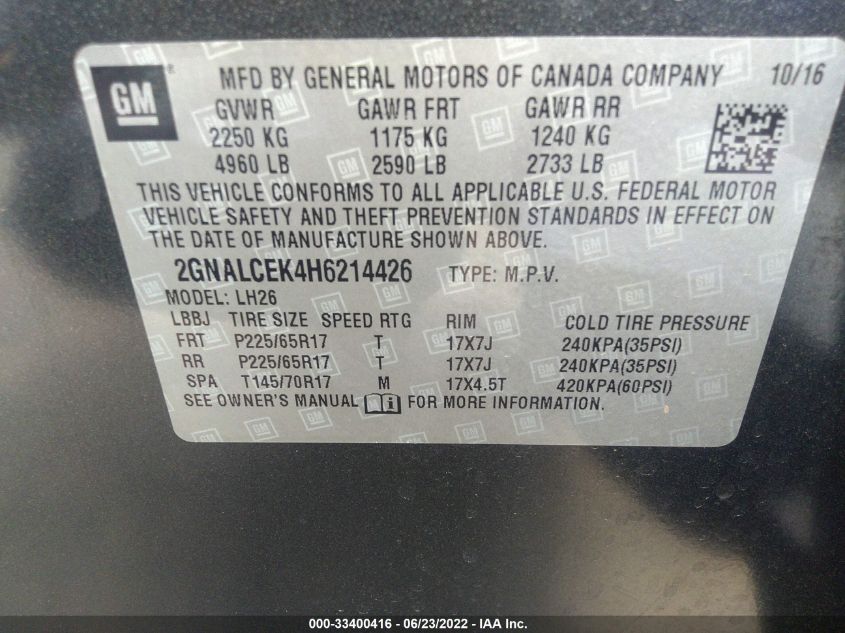 GM ® MFD BY GENERAL MOTORS OF CANADA COMPANY 10/16
GVWR GAWR FRT GAWR RR
2250 KG 1175 KG 1240 KG
4960 LB 2590 LB 2733 LB
THIS VEHICLE CONFORMS TO ALL APPLICABLE U.S. FEDERAL MOTOR
VEHICLE SAFETY AND THEFT PREVENTION STANDARDS IN EFFECT ON
THE DATE OF MANUFACTURE SHOWN ABOVE.
2GNALCEK4H6214426 TYPE: M.P.V.
MODEL: LH26
LBBJ TIRE SIZE SPEED RTG RIM COLD TIRE PRESSURE
FRT P225/65R17 T 17X7J 240KPA(35PSI)
RR P225/65R17 T 17X7J 240KPA(35PSI)
SPA T145/70R17 M 17X4.5T 420KPA(60PSI)
SEE OWNER'S MANUAL i FOR MORE INFORMATION.
000-33400416 - 06/23/2022 - IAA Inc.